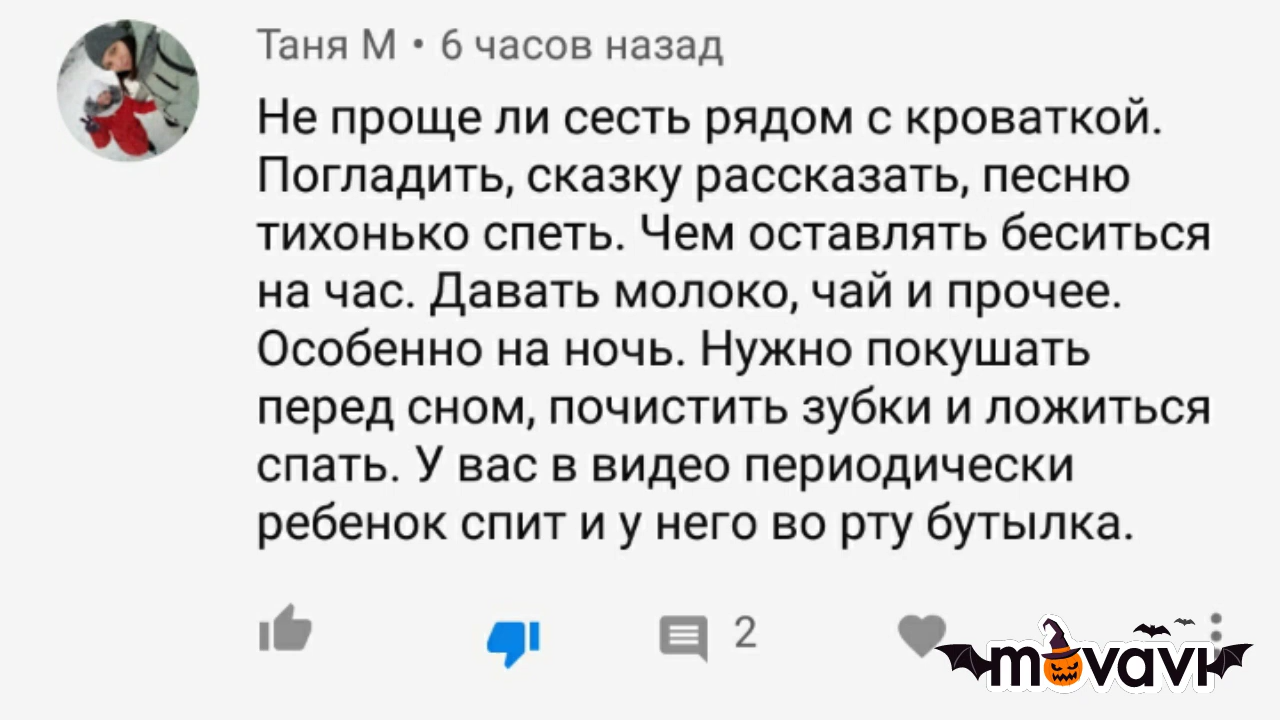 Таня М • 6 часов назад
Не проще ли сесть рядом с кроваткой.
Погладить, сказку рассказать, песню
тихонько спеть. Чем оставлять беситься
на час. Давать молоко, чай и прочее.
Особенно на ночь. Нужно покушать
перед сном, почистить зубки и ложиться
спать. У вас в видео периодически
ребенок спит и у него во рту бутылка.
2
movavi